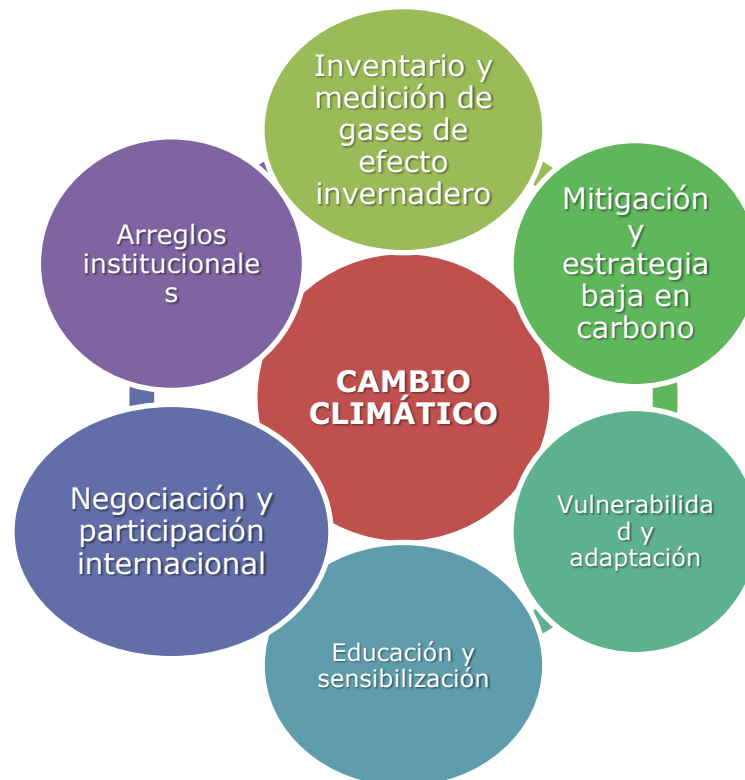 Inventario y
medición de
gases de
efecto
invernadero
Mitigación
y
estrategia
baja en
carbono
Vulnerabilida
d y
adaptación
Educación y
sensibilización
Negociación y
participación
internacional
Arreglos
institucionale
s
CAMBIO
CLIMÁTICO